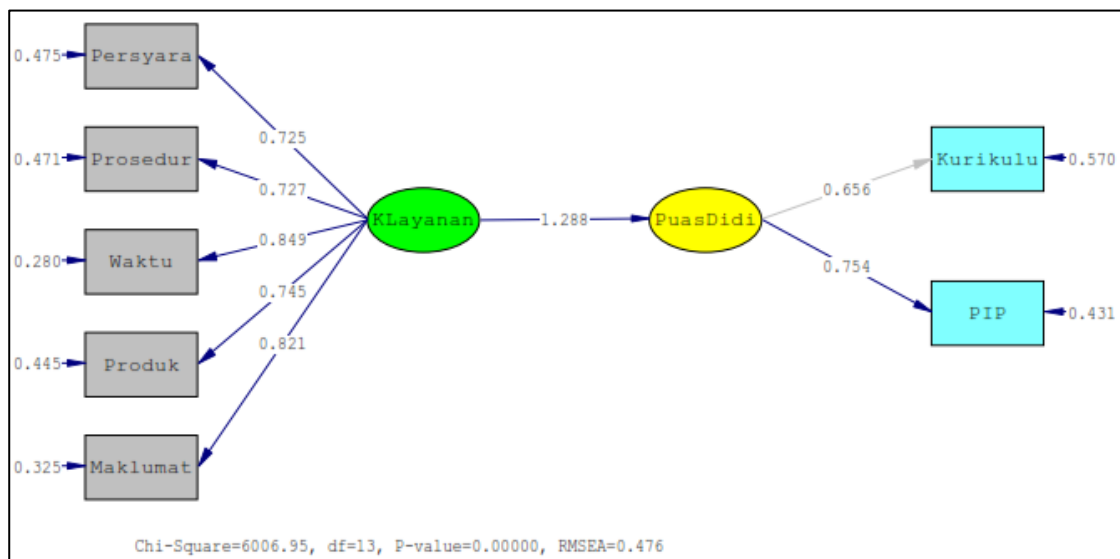 0.475 Persyara
0.725
0.471 Prosedur
0.727
0.280 Waktu
0.849
0.445 Produk
0.745
0.325 Maklumat
0.821
KLayanan
1.288
PuasDidi
0.656
Kurikulu 0.570
0.754
PIP 0.431
Chi-Square=6006.95, df=13, P-value=0.00000, RMSEA=0.476